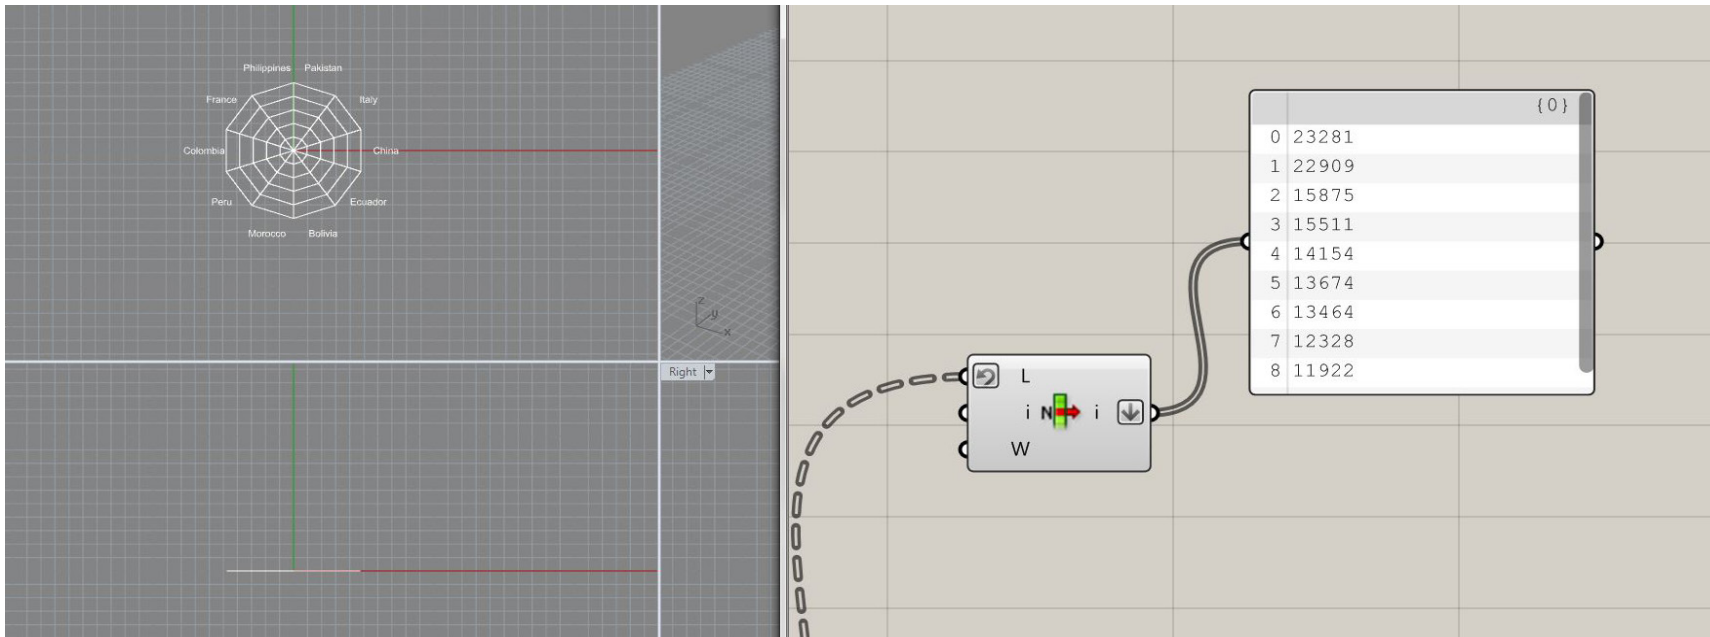 Philippines Pakistan
France Italy
Colombia China
Peru Ecuador
Morocco Bolivia
z
y
x
Right
{0}
0 23281
1 22909
2 15875
3 15511
4 14154
5 13674
6 13464
7 12328
8 11922
L
i N i
W